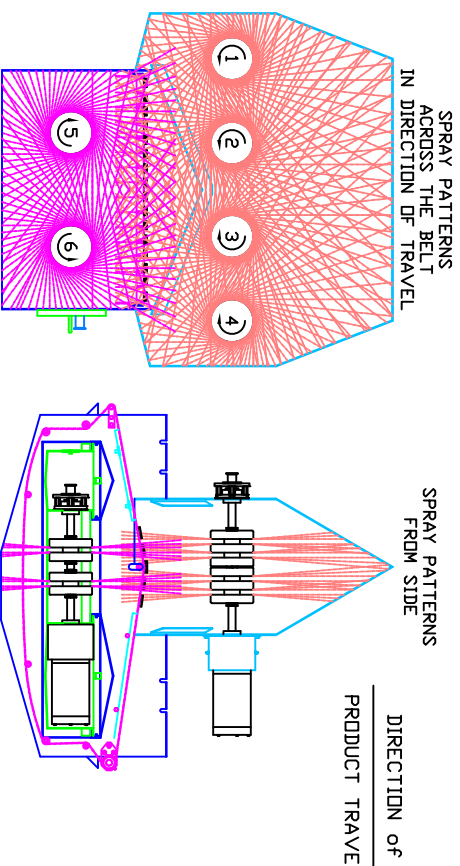 SPRAY PATTERNS
ACROSS THE BELT
IN DIRECTION OF TRAVEL
1
2
3
4
5
6
SPRAY PATTERNS
FROM SIDE
DIRECTION of
PRODUCT TRAVE